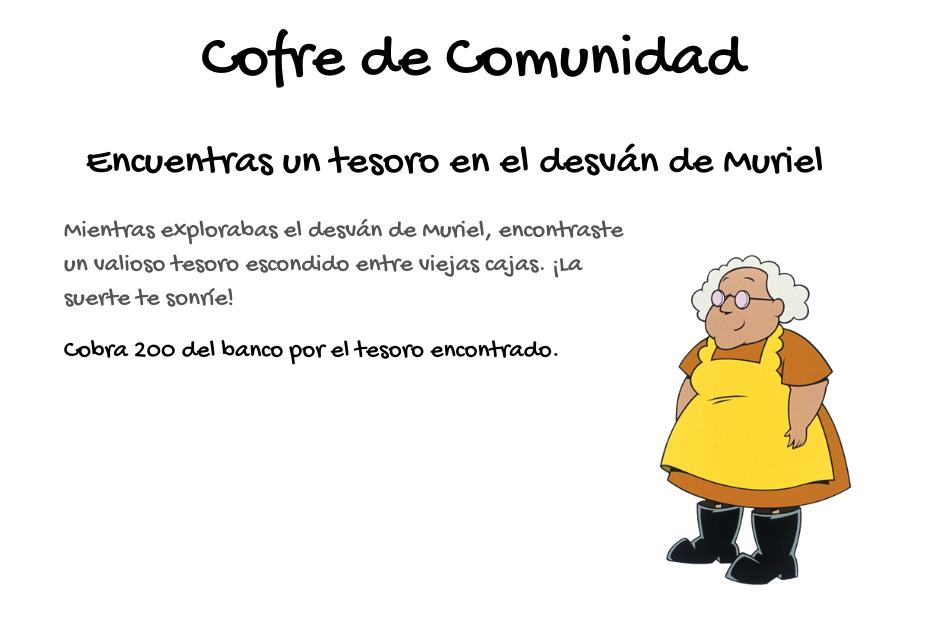 Cofre de Comunidad
Encuentras un tesoro en el desván de Muriel
Mientras explorabas el desván de Muriel, encontraste
un valioso tesoro escondido entre viejas cajas. ¡La
suerte te sonríe!
Cobra 200 del banco por el tesoro encontrado.